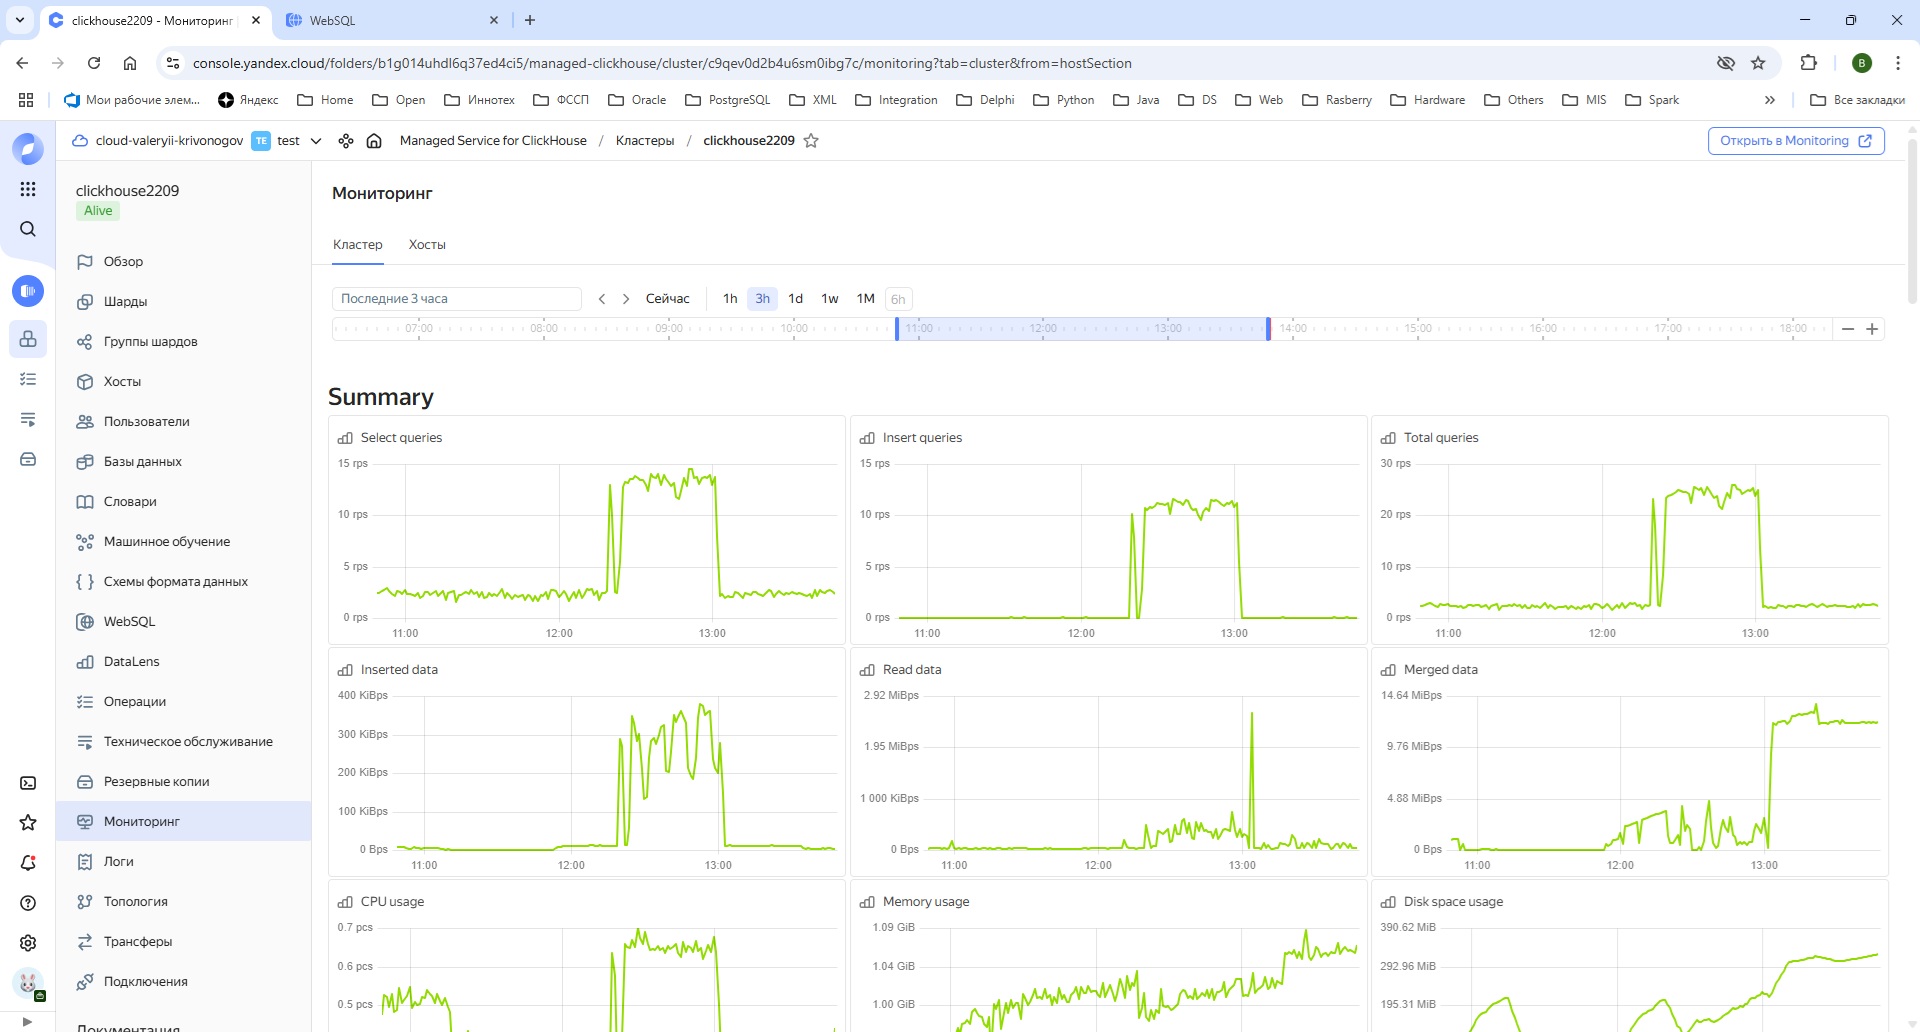 clickhouse2209 - Мониторинг
WebSQL
console.yandex.cloud/folders/b1g014uhdl6q37ed4ci5/managed-clickhouse/cluster/c9qev0d2b4u6sm0ibg7c/monitoring?tab=cluster&from=hostSection
B
Мои рабочие элем...
Яндекс
Home
Open
Иннотех
ФССП
Oracle
PostgreSQL
XML
Integration
Delphi
Python
Java
DS
Web
Rasberry
Hardware
Others
MIS
Spark
Все закладки
cloud-valeryii-krivonogov TE test
Managed Service for ClickHouse / Кластеры / clickhouse2209
Открыть в Monitoring
clickhouse2209
Alive
Обзор
Шарды
Группы шардов
Хосты
Пользователи
Базы данных
Словари
Машинное обучение
Схемы формата данных
WebSQL
DataLens
Операции
Техническое обслуживание
Резервные копии
Мониторинг
Логи
Топология
Трансферы
Подключения
Документация
Мониторинг
Кластер Хосты
Последние 3 часа Сейчас 1h 3h 1d 1w 1M 6h
07:00 08:00 09:00 10:00 11:00 12:00 13:00 14:00 15:00 16:00 17:00 18:00
Summary
Select queries
15 rps
10 rps
5 rps
0 rps
11:00 12:00 13:00
Insert queries
15 rps
10 rps
5 rps
0 rps
11:00 12:00 13:00
Total queries
30 rps
20 rps
10 rps
0 rps
11:00 12:00 13:00
Inserted data
400 KiBps
300 KiBps
200 KiBps
100 KiBps
0 Bps
11:00 12:00 13:00
Read data
2.92 MiBps
1.95 MiBps
1 000 KiBps
0 Bps
11:00 12:00 13:00
Merged data
14.64 MiBps
9.76 MiBps
4.88 MiBps
0 Bps
11:00 12:00 13:00
CPU usage
0.7 pcs
0.6 pcs
0.5 pcs
Memory usage
1.09 GiB
1.04 GiB
1.00 GiB
Disk space usage
390.62 MiB
292.96 MiB
195.31 MiB